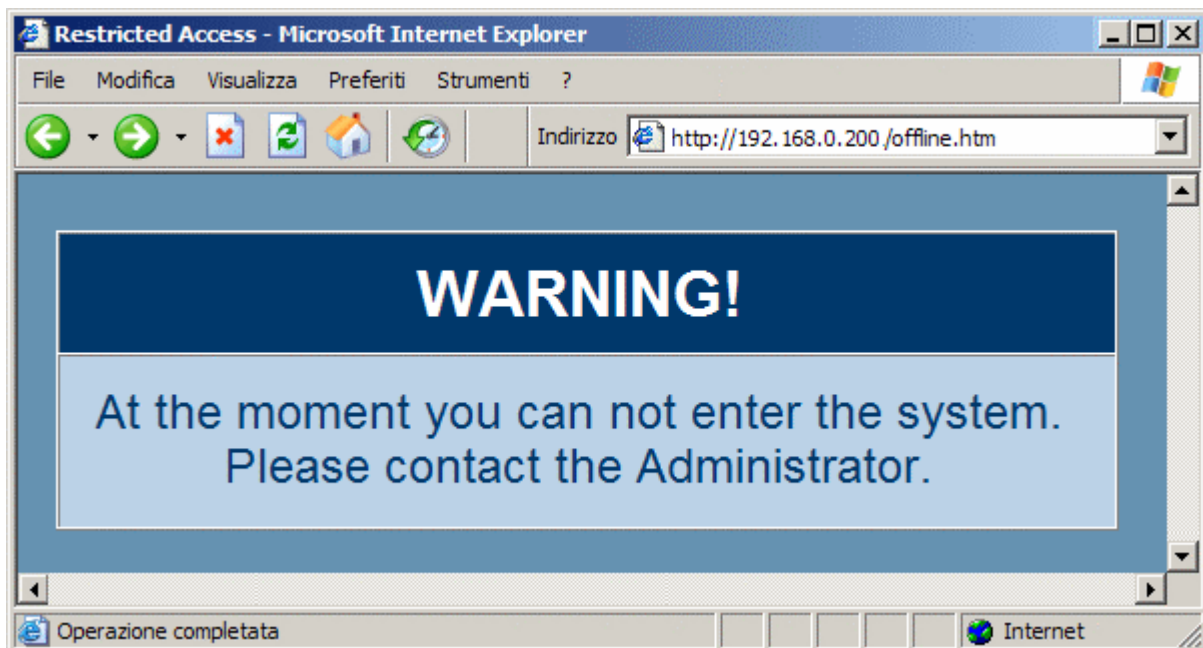 Restricted Access - Microsoft Internet Explorer
File Modifica Visualizza Preferiti Strumenti ?
Indirizzo http://192.168.0.200/offline.htm
WARNING!
At the moment you can not enter the system.
Please contact the Administrator.
Operazione completata Internet